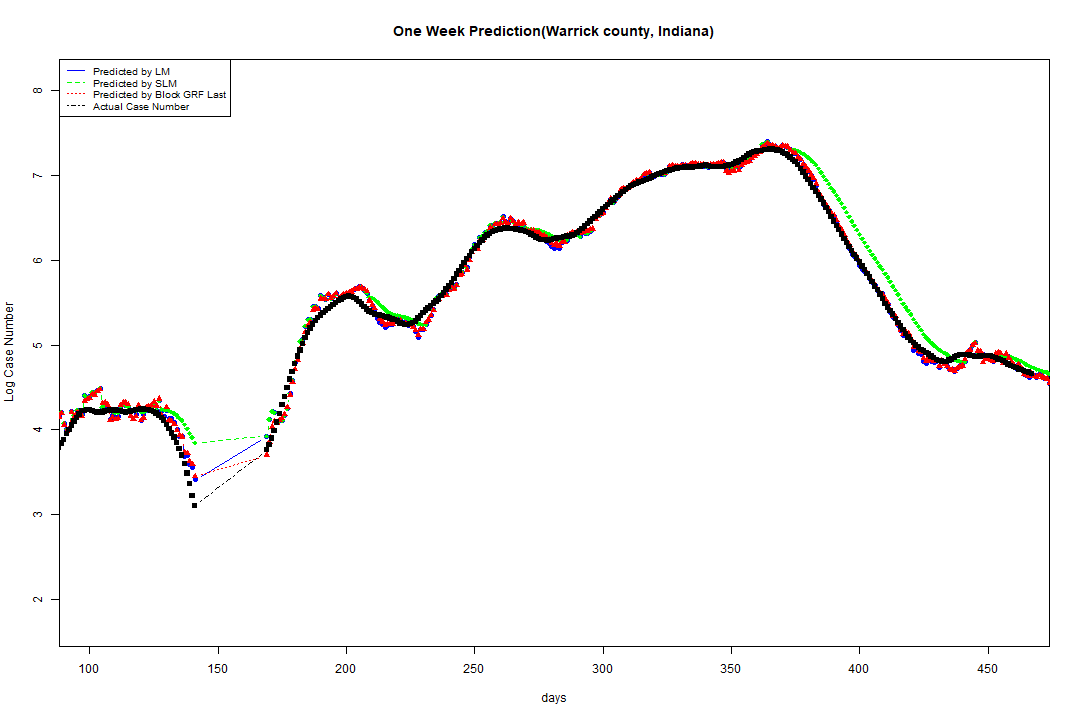 One Week Prediction(Warrick county, Indiana)
Predicted by LM
Predicted by SLM
Predicted by Block GRF Last
Actual Case Number
8
7
6
5
4
3
2
Log Case Number
100 150 200 250 300 350 400 450
days